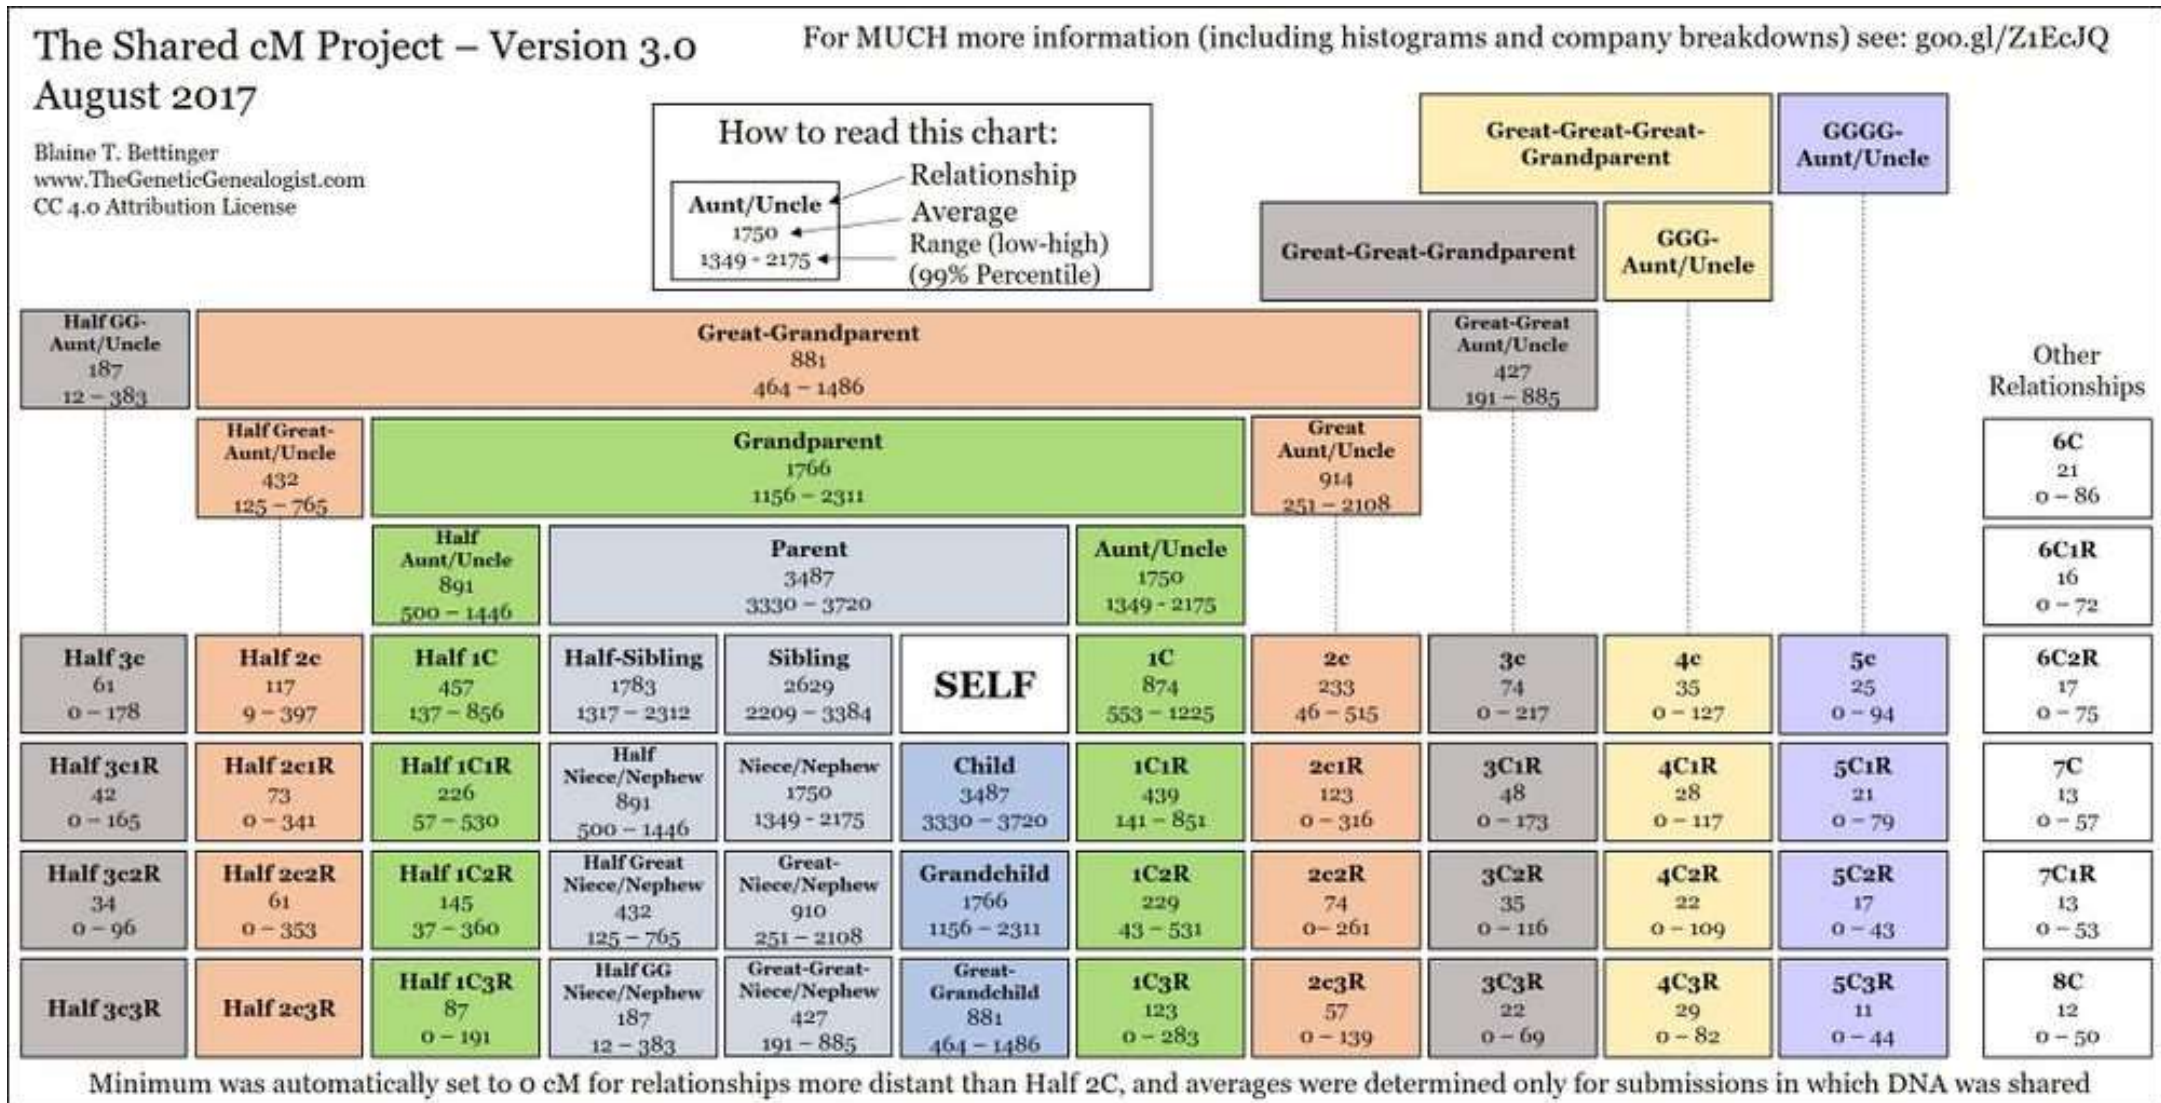 The Shared cM Project – Version 3.0
August 2017
For MUCH more information (including histograms and company breakdowns) see: goo.gl/Z1EcJQ
Blaine T. Bettinger
www.TheGeneticGenealogist.com
CC 4.0 Attribution License
How to read this chart:
Aunt/Uncle
1750
1349 - 2175
Relationship
Average
Range (low-high)
(99% Percentile)
Great-Great-Great-
Grandparent
GGGG-
Aunt/Uncle
Great-Great-Grandparent
GGG-
Aunt/Uncle
Half GG-
Aunt/Uncle
187
12 – 383
Great-Grandparent
881
464 – 1486
Great-Great
Aunt/Uncle
427
191 – 885
Other
Relationships
Half Great-
Aunt/Uncle
432
125 – 765
Grandparent
1766
1156 – 2311
Great
Aunt/Uncle
914
251 – 2108
6C
21
0 – 86
Half
Aunt/Uncle
891
500 – 1446
Parent
3487
3330 – 3720
Aunt/Uncle
1750
1349 - 2175
6C1R
16
0 – 72
Half 3c
61
0 – 178
Half 2c
117
9 – 397
Half 1C
457
137 – 856
Half-Sibling
1783
1317 – 2312
Sibling
2629
2209 – 3384
SELF
1C
874
553 – 1225
2c
233
46 – 515
3c
74
0 – 217
4c
35
0 – 127
5c
25
0 – 94
6C2R
17
0 – 75
Half 3c1R
42
0 – 165
Half 2c1R
73
0 – 341
Half 1C1R
226
57 – 530
Half
Niece/Nephew
891
500 – 1446
Niece/Nephew
1750
1349 - 2175
Child
3487
3330 – 3720
1C1R
439
141 – 851
2c1R
123
0 – 316
3C1R
48
0 – 173
4C1R
28
0 – 117
5C1R
21
0 – 79
7C
13
0 – 57
Half 3c2R
34
0 – 96
Half 2c2R
61
0 – 353
Half 1C2R
145
37 – 360
Half Great
Niece/Nephew
432
125 – 765
Great-
Niece/Nephew
910
251 – 2108
Grandchild
1766
1156 – 2311
1C2R
229
43 – 531
2c2R
74
0– 261
3C2R
35
0 – 116
4C2R
22
0 – 109
5C2R
17
0 – 43
7C1R
13
0 – 53
Half 3c3R
Half 2c3R
Half 1C3R
87
0 – 191
Half GG
Niece/Nephew
187
12 – 383
Great-Great-
Niece/Nephew
427
191 – 885
Great-
Grandchild
881
464 – 1486
1C3R
123
0 – 283
2c3R
57
0 – 139
3C3R
22
0 – 69
4C3R
29
0 – 82
5C3R
11
0 – 44
8C
12
0 – 50
Minimum was automatically set to 0 cM for relationships more distant than Half 2C, and averages were determined only for submissions in which DNA was shared